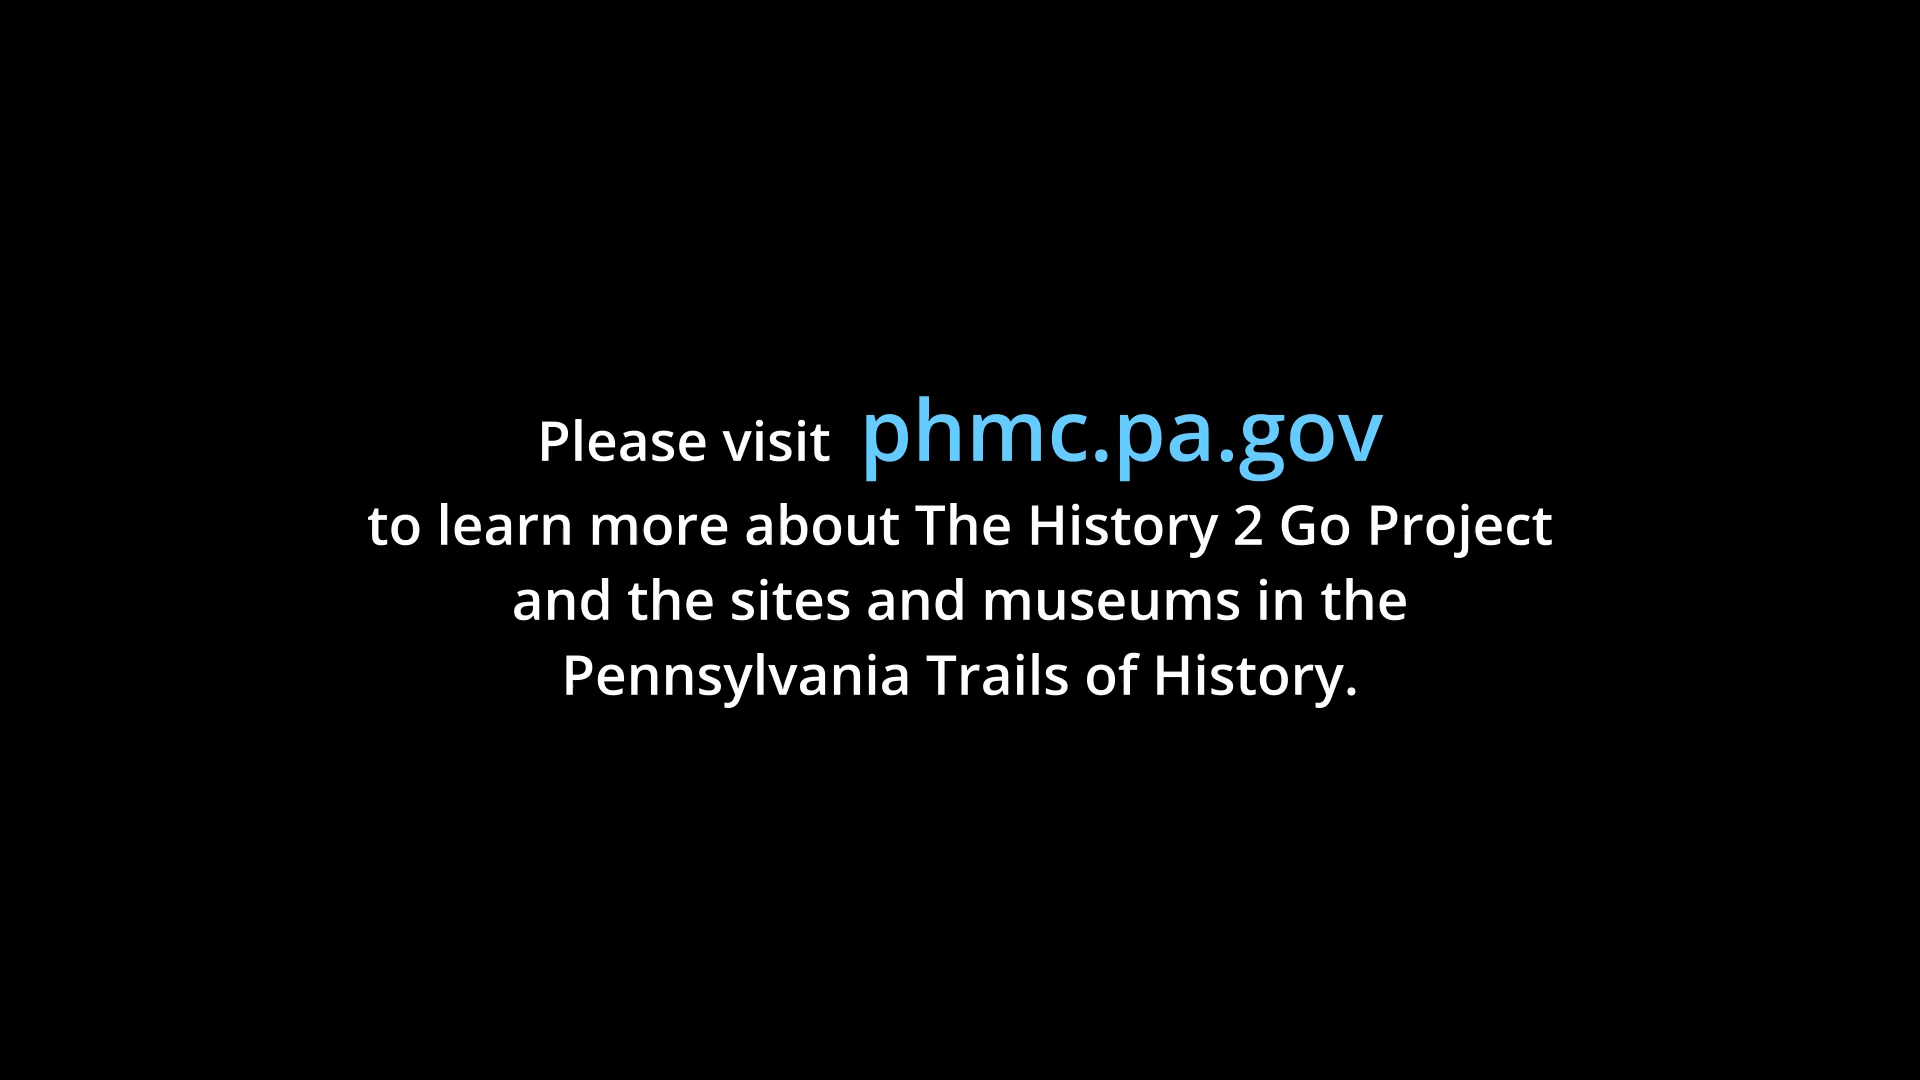 Please visit phmc.pa.gov
to learn more about The History 2 Go Project
and the sites and museums in the
Pennsylvania Trails of History.